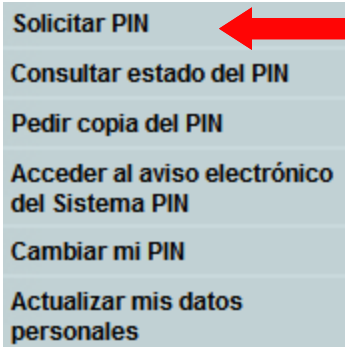 Solicitar PIN
Consultar estado del PIN
Pedir copia del PIN
Acceder al aviso electrónico
del Sistema PIN
Cambiar mi PIN
Actualizar mis datos
personales